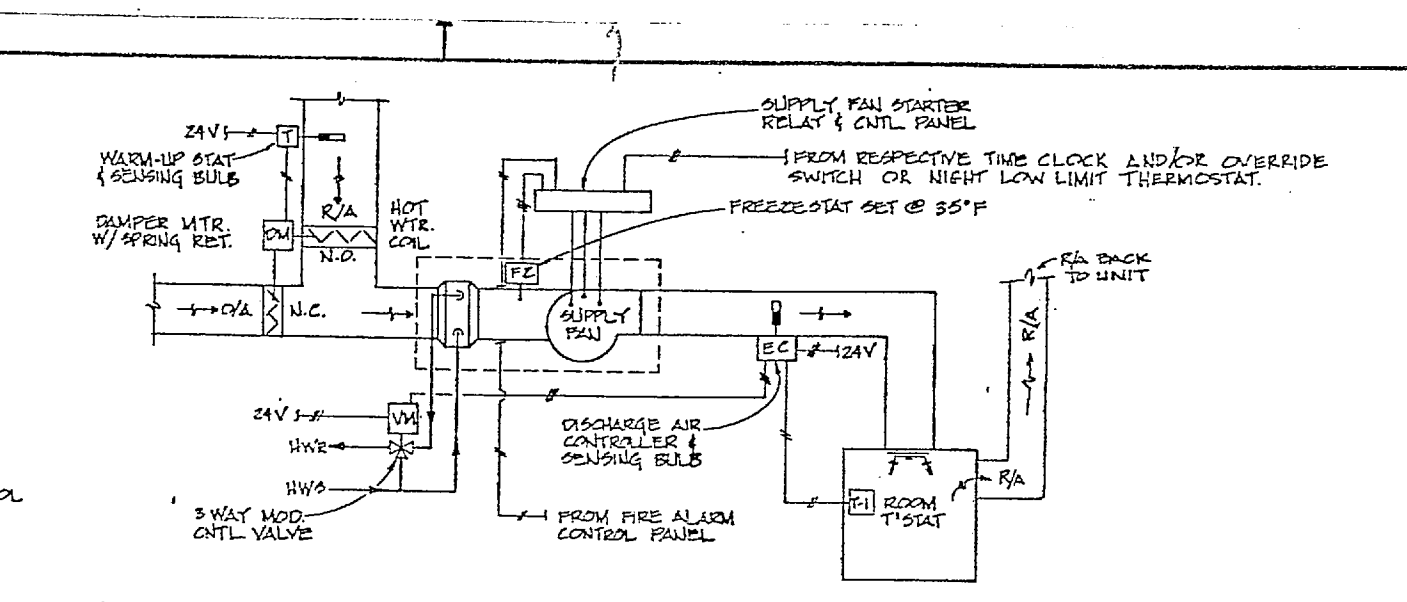 SUPPLY FAN STARTER
RELAY & CNTL PANEL
24V
T
WARM-UP STAT
& SENSING BULB
FROM RESPECTIVE TIME CLOCK AND/OR OVERRIDE
SWITCH OR NIGHT LOW LIMIT THERMOSTAT.
R/A
HOT
WTR.
COIL
FREEZESTAT SET @ 35°F
DAMPER MTR.
W/ SPRING RET.
DM
N.O.
FZ
R/A BACK
TO UNIT
O/A
N.C.
SUPPLY
FAN
R/A
EC
24V
24V
VM
DISCHARGE AIR
CONTROLLER &
SENSING BULB
HWR
HWS
R/A
T-1
ROOM
T'STAT
3 WAY MOD.
CNTL VALVE
FROM FIRE ALARM
CONTROL PANEL
OL